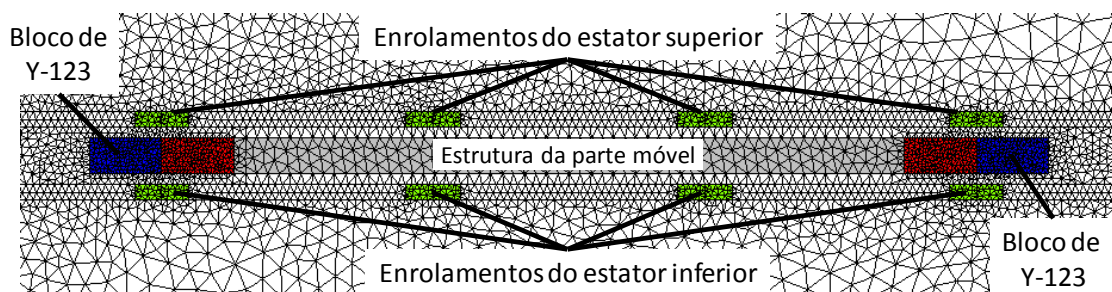 Bloco de
Y-123
Enrolamentos do estator superior
Estrutura da parte móvel
Enrolamentos do estator inferior
Bloco de
Y-123